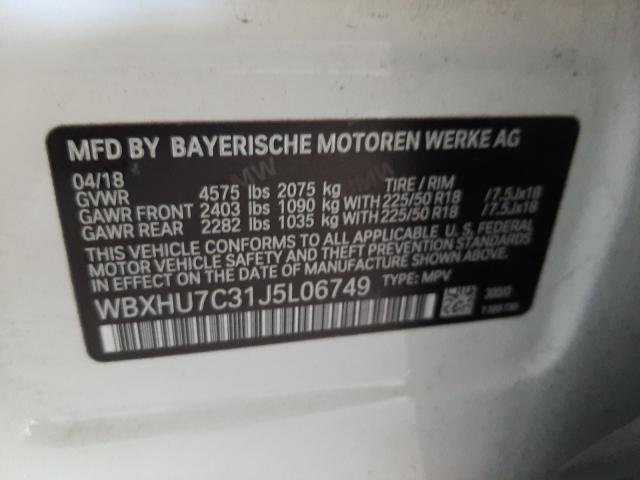 MFD BY BAYERISCHE MOTOREN WERKE AG
04/18
GVWR 4575 lbs 2075 kg TIRE / RIM
GAWR FRONT 2403 lbs 1090 kg WITH 225/50 R18 /7.5Jx18
GAWR REAR 2282 lbs 1035 kg WITH 225/50 R18 /7.5Jx18
THIS VEHICLE CONFORMS TO ALL APPLICABLE U. S. FEDERAL
MOTOR VEHICLE SAFETY, BUMPER AND THEFT PREVENTION
STANDARDS IN EFFECT ON THE DATE OF MANUFACTURE SHOWN ABOVE.
WBXHU7C31J5L06749 TYPE: MPV